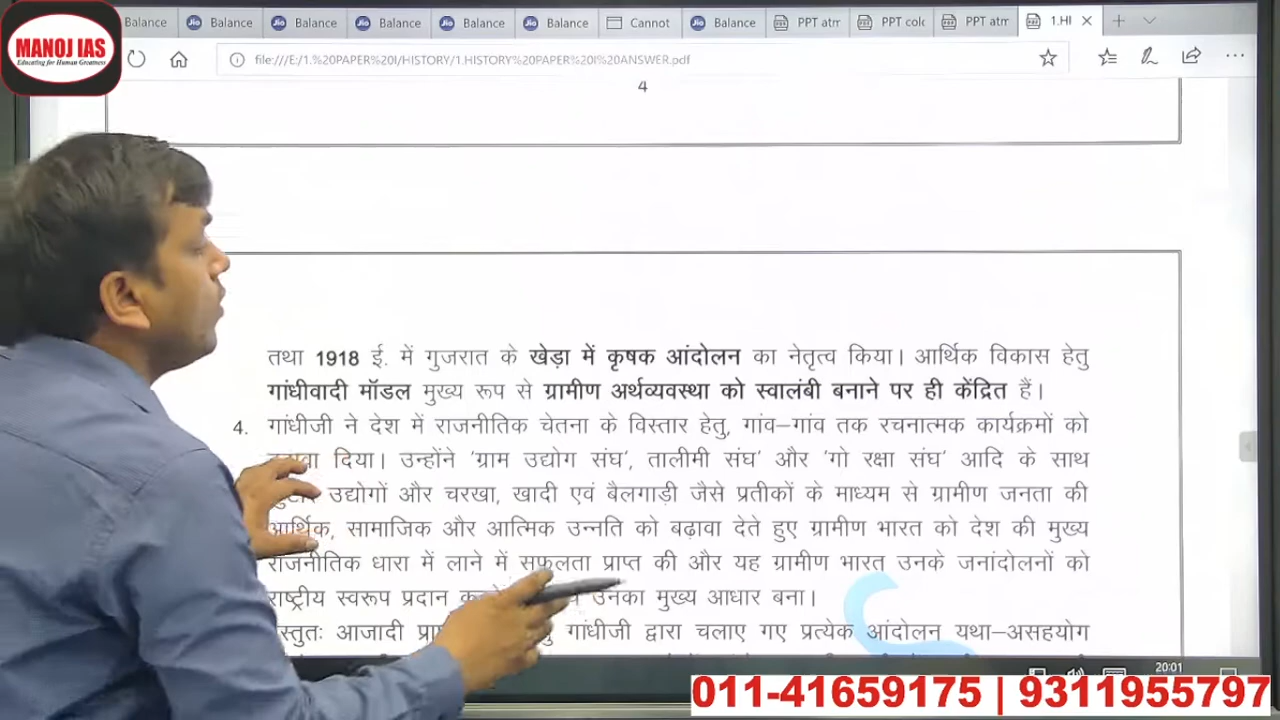 MANOJ IAS
Educating for Human Greatness
Balance
Balance
Balance
Balance
Balance
Balance
Cannot
Balance
PPT atm
PPT colo
PPT atm
1.HI
file:///E:/1.%20PAPER%20I/HISTORY/1.HISTORY%20PAPER%20I%20ANSWER.pdf
4
तथा 1918 ई. में गुजरात के खेड़ा में कृषक आंदोलन का नेतृत्व किया। आर्थिक विकास हेतु
गांधीवादी मॉडल मुख्य रूप से ग्रामीण अर्थव्यवस्था को स्वालंबी बनाने पर ही केंद्रित हैं।
4. गांधीजी ने देश में राजनीतिक चेतना के विस्तार हेतु, गांव–गांव तक रचनात्मक कार्यक्रमों को
दिया। उन्होंने 'ग्राम उद्योग संघ', तालीमी संघ' और 'गो रक्षा संघ' आदि के साथ
उद्योगों और चरखा, खादी एवं बैलगाड़ी जैसे प्रतीकों के माध्यम से ग्रामीण जनता की
आर्थिक, सामाजिक और आत्मिक उन्नति को बढ़ावा देते हुए ग्रामीण भारत को देश की मुख्य
राजनीतिक धारा में लाने में सफलता प्राप्त की और यह ग्रामीण भारत उनके जनांदोलनों को
राष्ट्रीय स्वरूप प्रदान उनका मुख्य आधार बना।
आजादी गांधीजी द्वारा चलाए गए प्रत्येक आंदोलन यथा–असहयोग
20:01
011-41659175 | 9311955797